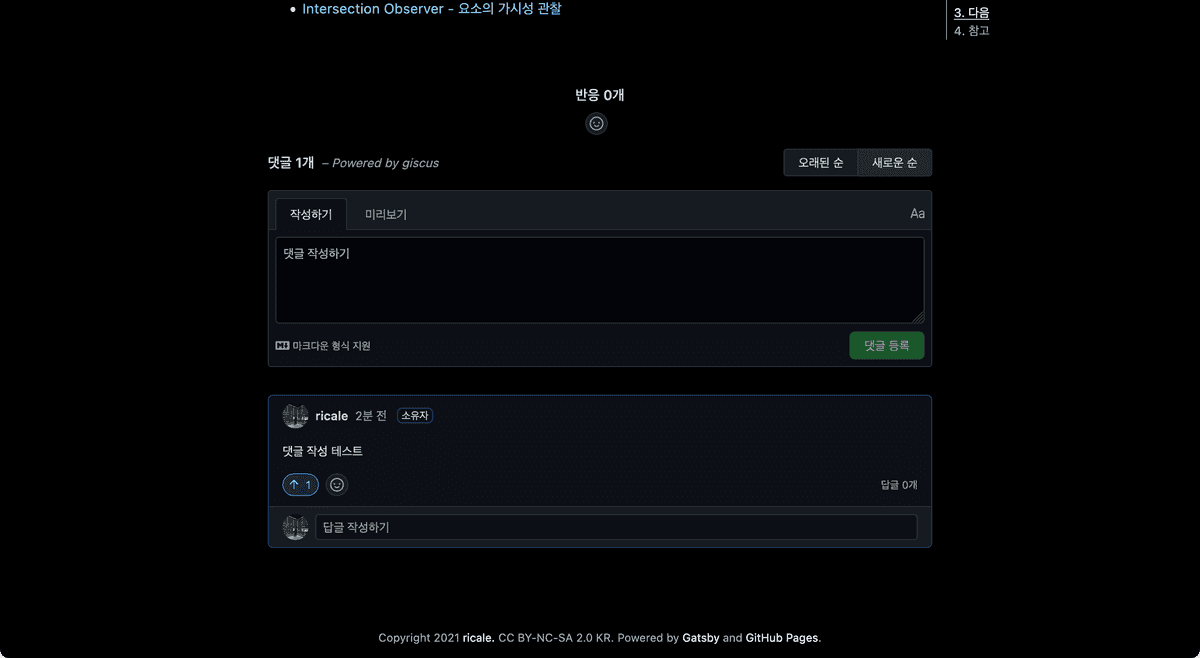 Intersection Observer - 요소의 가시성 관찰
3. 다음
4. 참고
반응 0개
댓글 1개 – Powered by giscus
오래된 순 새로운 순
작성하기 미리보기 Aa
댓글 작성하기
마크다운 형식 지원 댓글 등록
ricale 2분 전 소유자
댓글 작성 테스트
↑ 1 답글 0개
답글 작성하기
Copyright 2021 ricale. CC BY-NC-SA 2.0 KR. Powered by Gatsby and GitHub Pages.